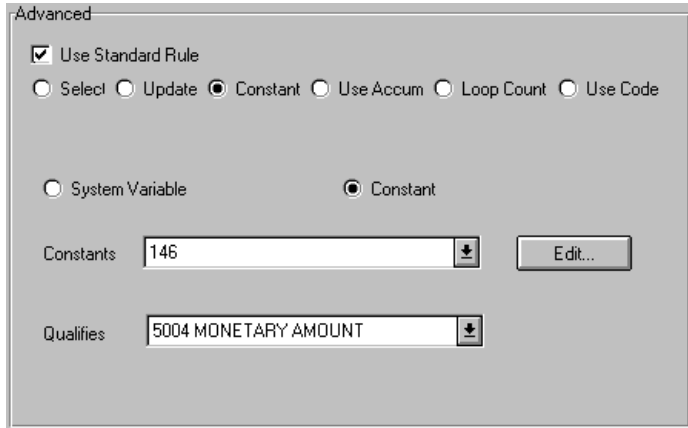 Advanced
Use Standard Rule
Select Update Constant Use Accum Loop Count Use Code
System Variable Constant
Constants 146 Edit...
Qualifies 5004 MONETARY AMOUNT